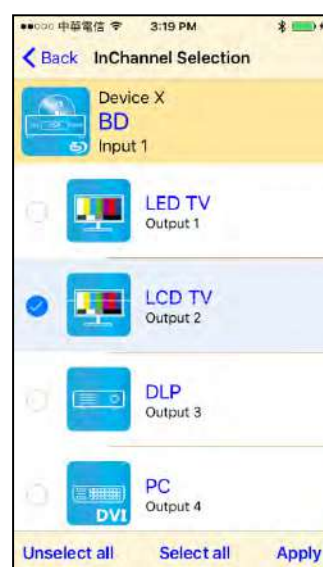 中華電信 3:19 PM
Back InChannel Selection
Device X
BD
Input 1
LED TV
Output 1
LCD TV
Output 2
DLP
Output 3
PC
Output 4
DVI
Unselect all Select all Apply